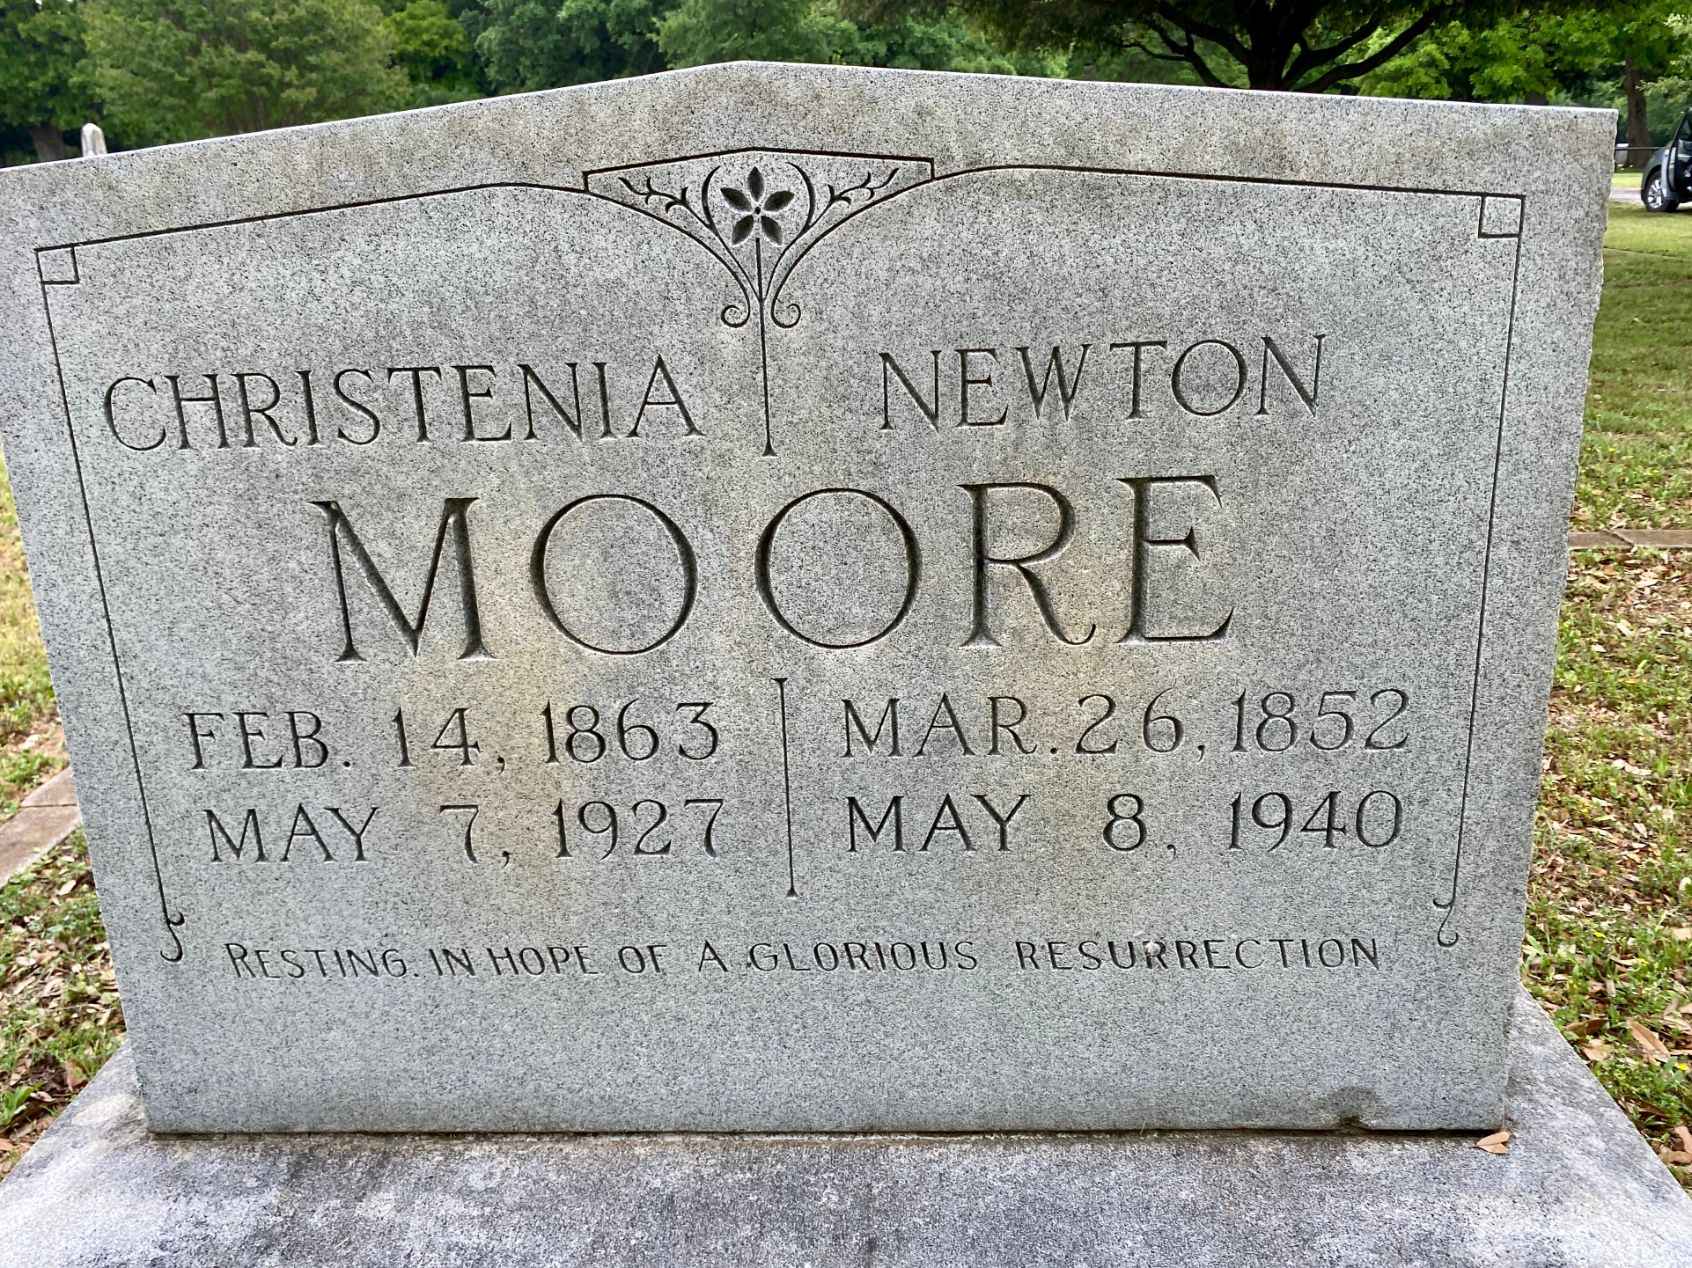 CHRISTENIA NEWTON
MOORE
FEB. 14, 1863 MAR. 26, 1852
MAY 7, 1927 MAY 8, 1940
RESTING IN HOPE OF A GLORIOUS RESURRECTION